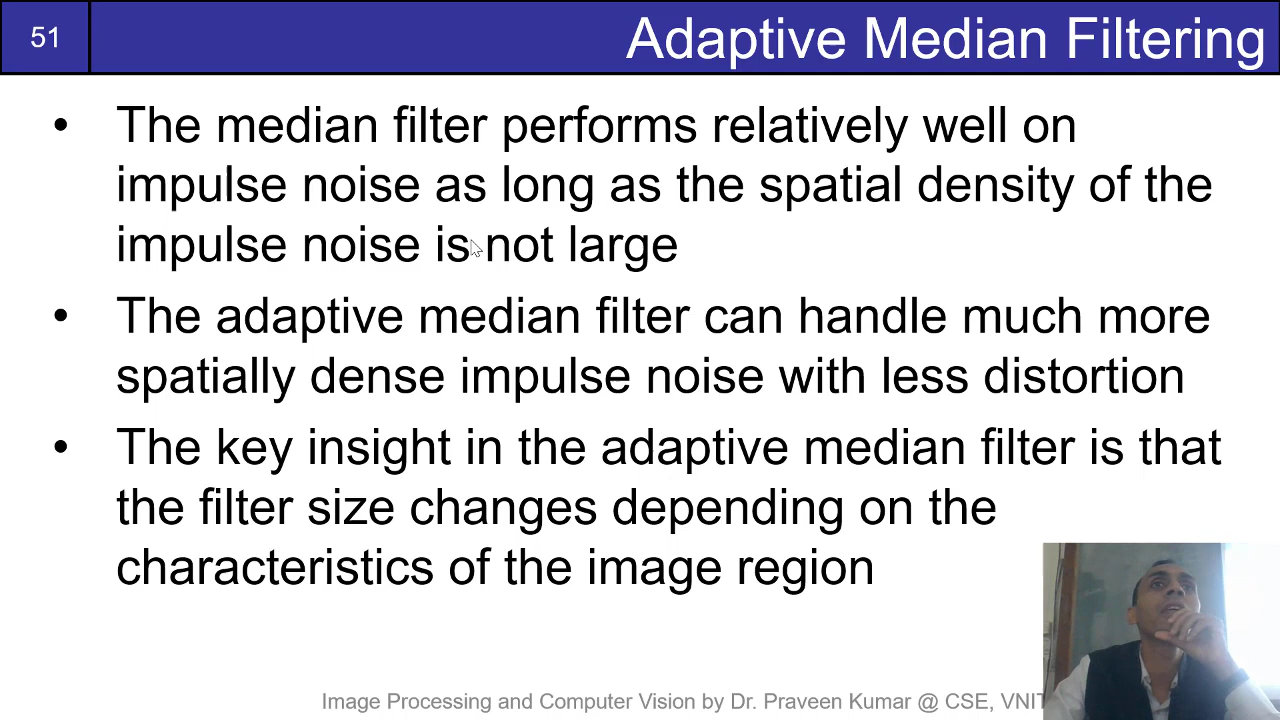 51
Adaptive Median Filtering
• The median filter performs relatively well on
impulse noise as long as the spatial density of the
impulse noise is not large
• The adaptive median filter can handle much more
spatially dense impulse noise with less distortion
• The key insight in the adaptive median filter is that
the filter size changes depending on the
characteristics of the image region
Image Processing and Computer Vision by Dr. Praveen Kumar @ CSE, VNIT